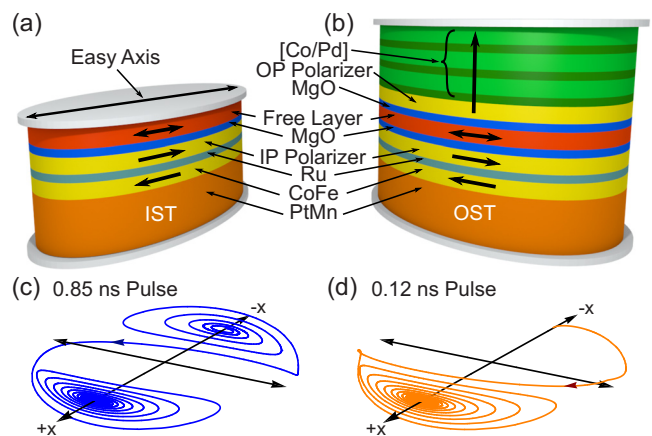 (a)
(b)
Easy Axis
[Co/Pd]
OP Polarizer
MgO
Free Layer
MgO
IP Polarizer
Ru
CoFe
PtMn
IST
OST
(c) 0.85 ns Pulse
-x
+x
(d) 0.12 ns Pulse
-x
+x